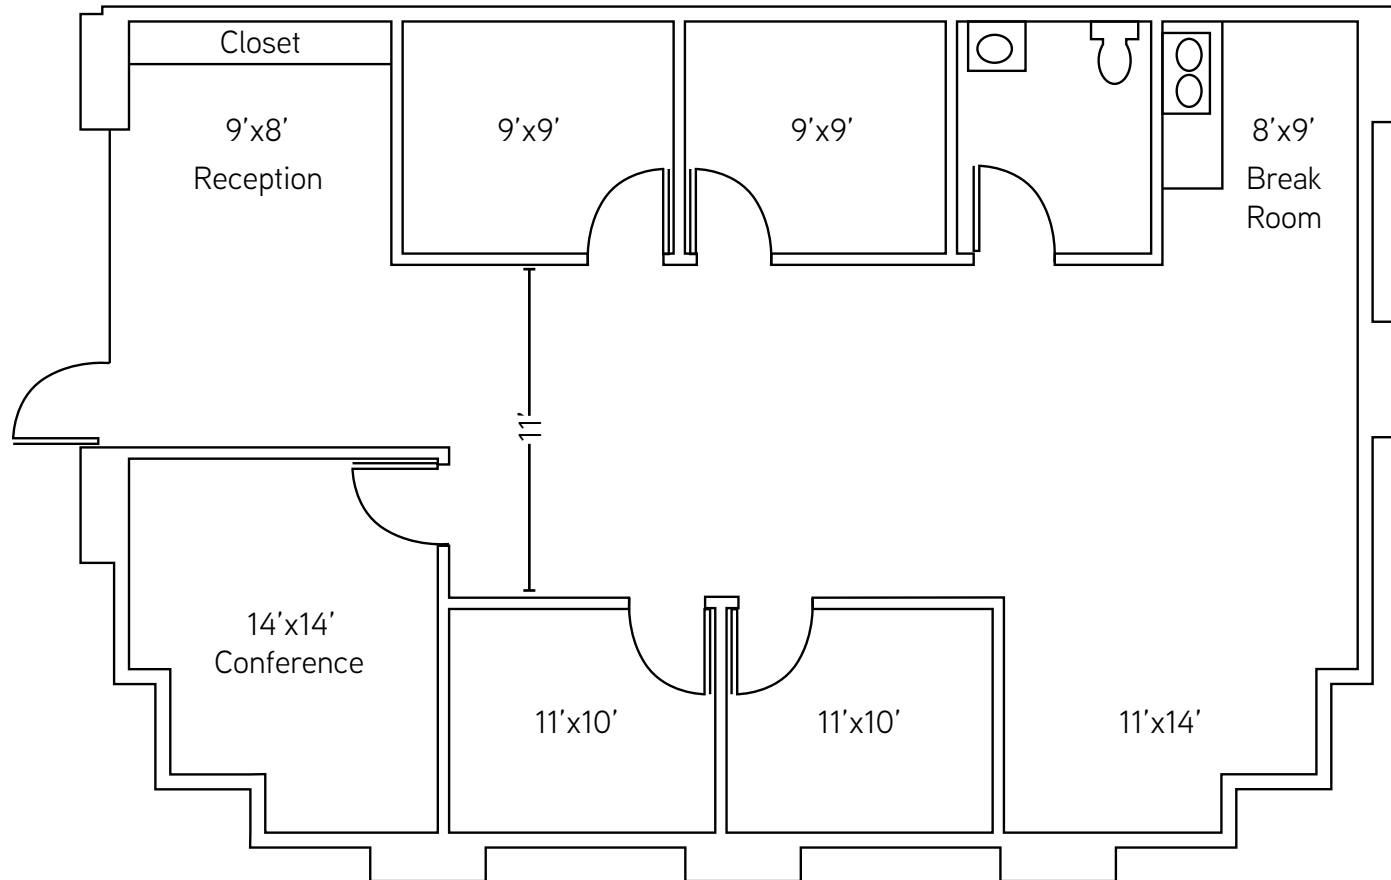 Closet
9’x8’
Reception
9’x9’
9’x9’
8’x9’
Break
Room
11’
14’x14’
Conference
11’x10’
11’x10’
11’x14’